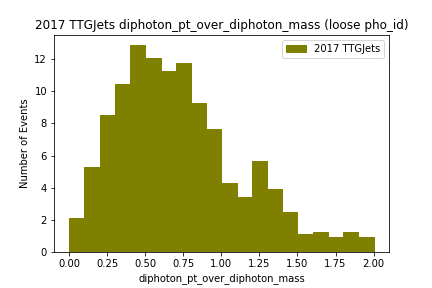 2017 TTGJets diphoton_pt_over_diphoton_mass (loose pho_id)
2017 TTGJets
Number of Events
12
10
8
6
4
2
0
0.00 0.25 0.50 0.75 1.00 1.25 1.50 1.75 2.00
diphoton_pt_over_diphoton_mass